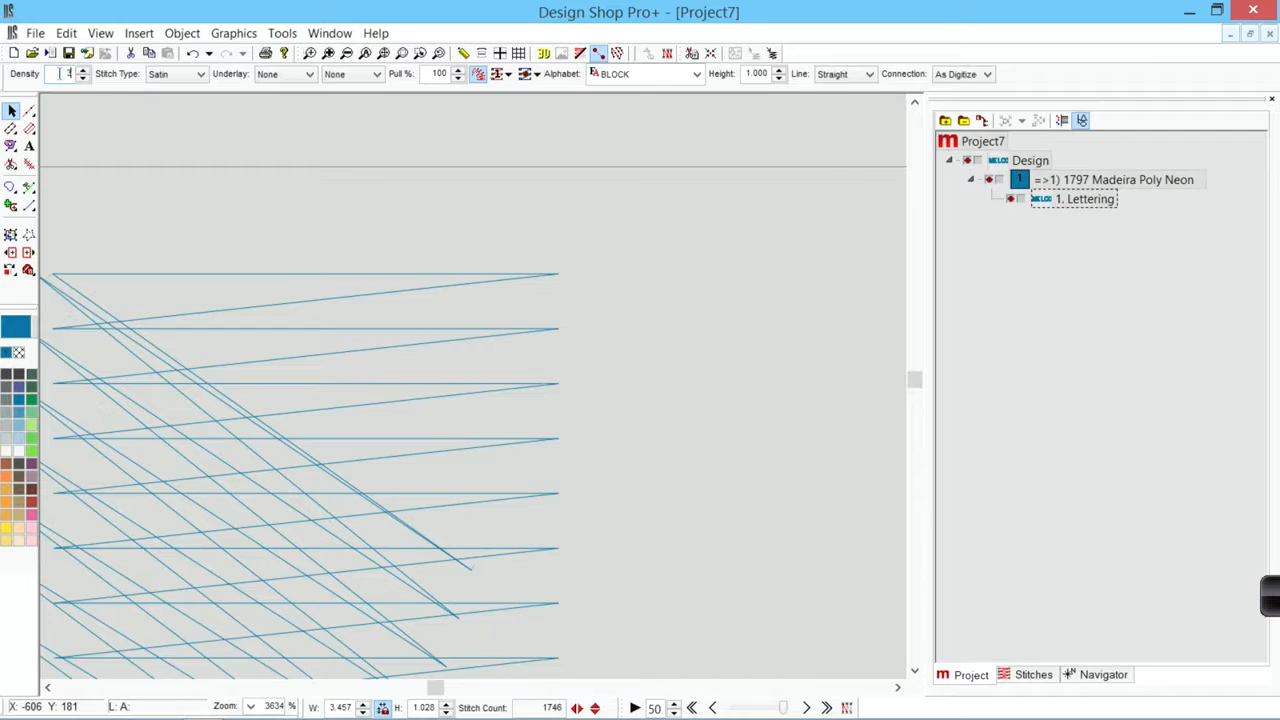 Design Shop Pro+ - [Project7]
File Edit View Insert Object Graphics Tools Window Help
3D
Density Stitch Type: Satin Underlay: None None Pull %: 100 Alphabet: BLOCK Height: 1.000 Line: Straight Connection: As Digitize
Project7
Design
1 =>1) 1797 Madeira Poly Neon
1. Lettering
A
Project Stitches Navigator
X: -606 Y: 181 L: A: Zoom: 3634 % W: 3.457 H: 1.028 Stitch Count: 1746 50